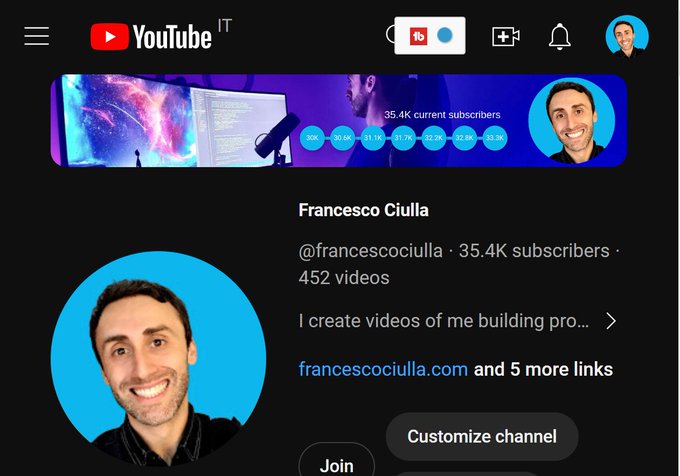 YouTube IT
35.4K current subscribers
30K 30.6K 31.1K 31.7K 32.2K 32.8K 33.3K
Francesco Ciulla
@francescociulla · 35.4K subscribers ·
452 videos
I create videos of me building pro...
francescociulla.com and 5 more links
Customize channel
Join